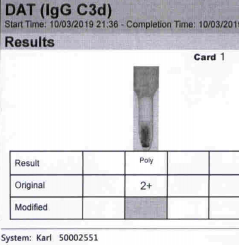 DAT (IgG C3d)
Start Time: 10/03/2019 21:36 - Completion Time: 10/03/2019
Results
Card 1
Result Poly
Original 2+
Modified
System: Karl 50002551